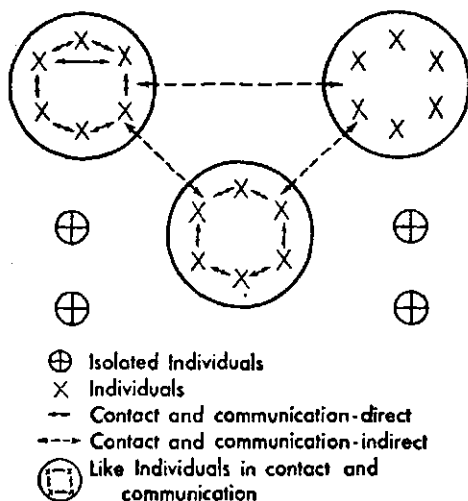 Isolated Individuals
Individuals
Contact and communication-direct
Contact and communication-indirect
Like Individuals in contact and
communication